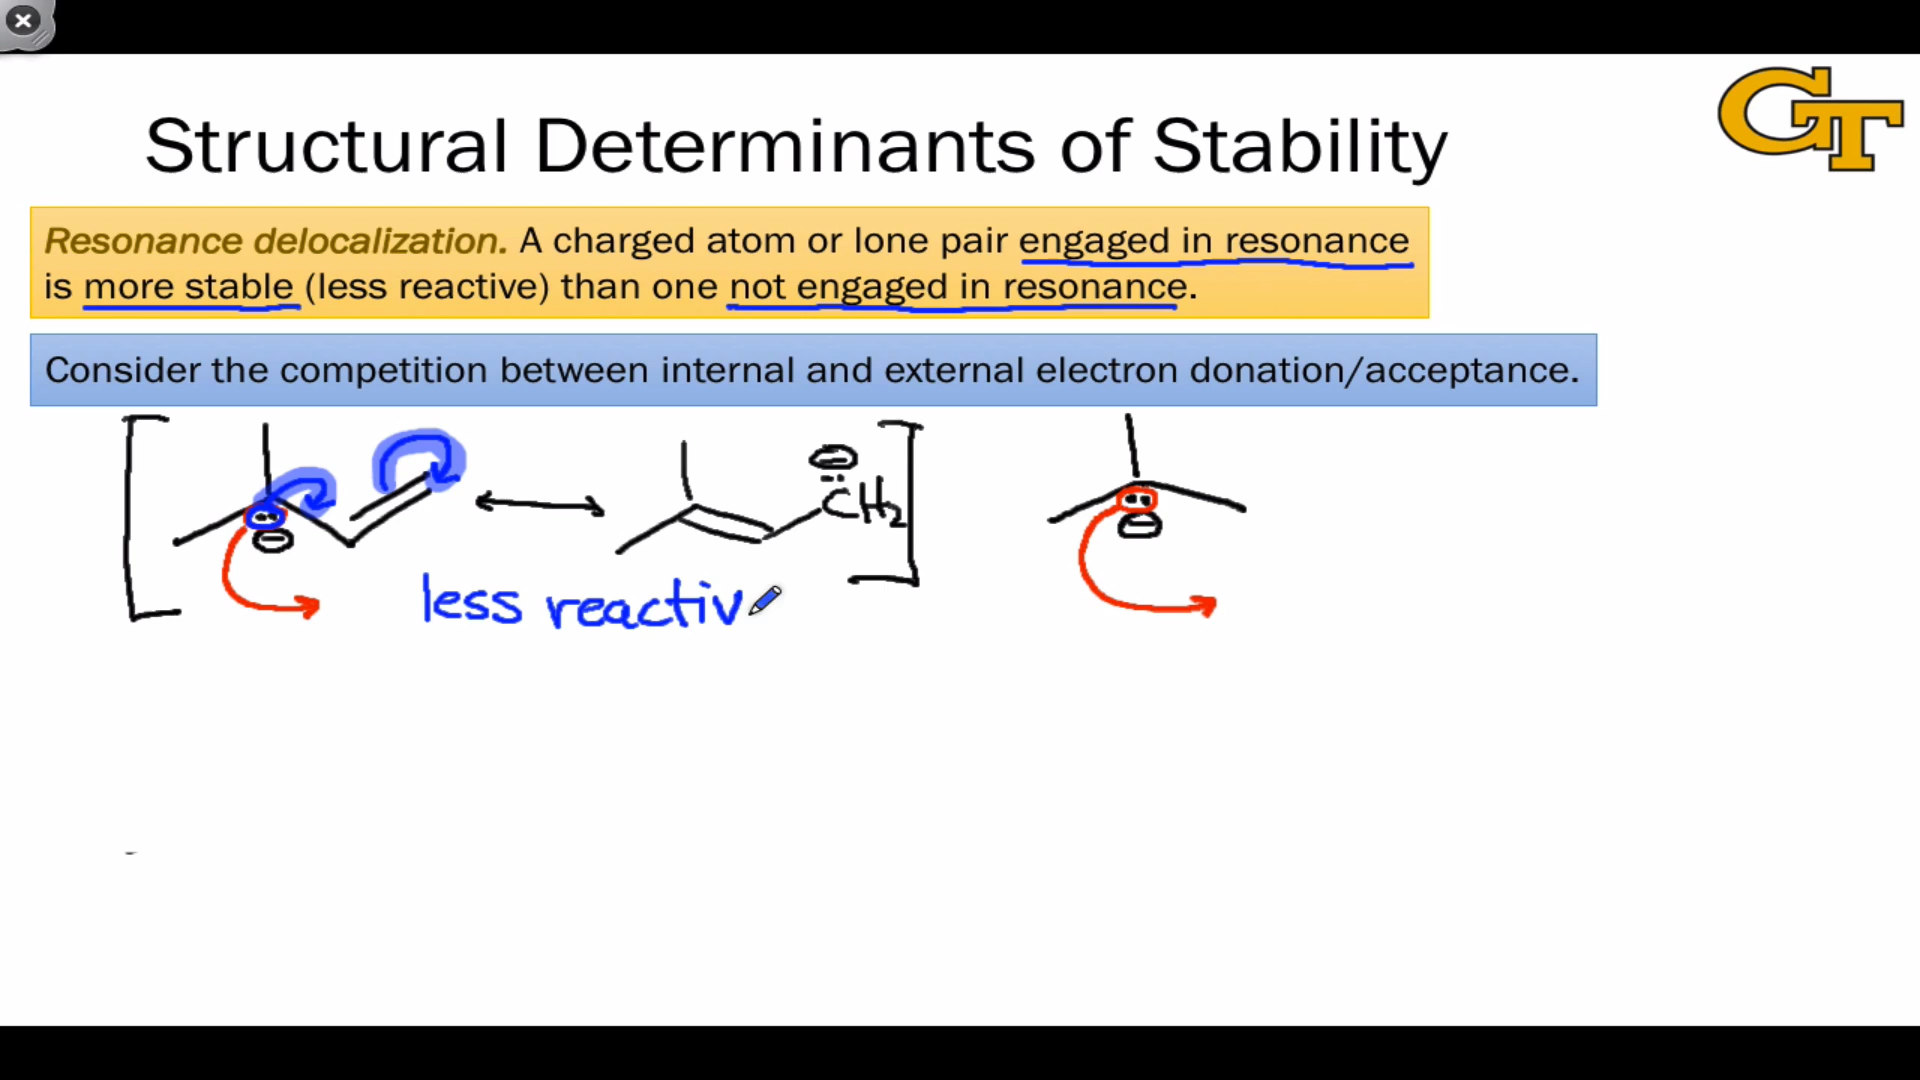 GT
Structural Determinants of Stability
Resonance delocalization. A charged atom or lone pair engaged in resonance
is more stable (less reactive) than one not engaged in resonance.
Consider the competition between internal and external electron donation/acceptance.
CH₂
less reactiv